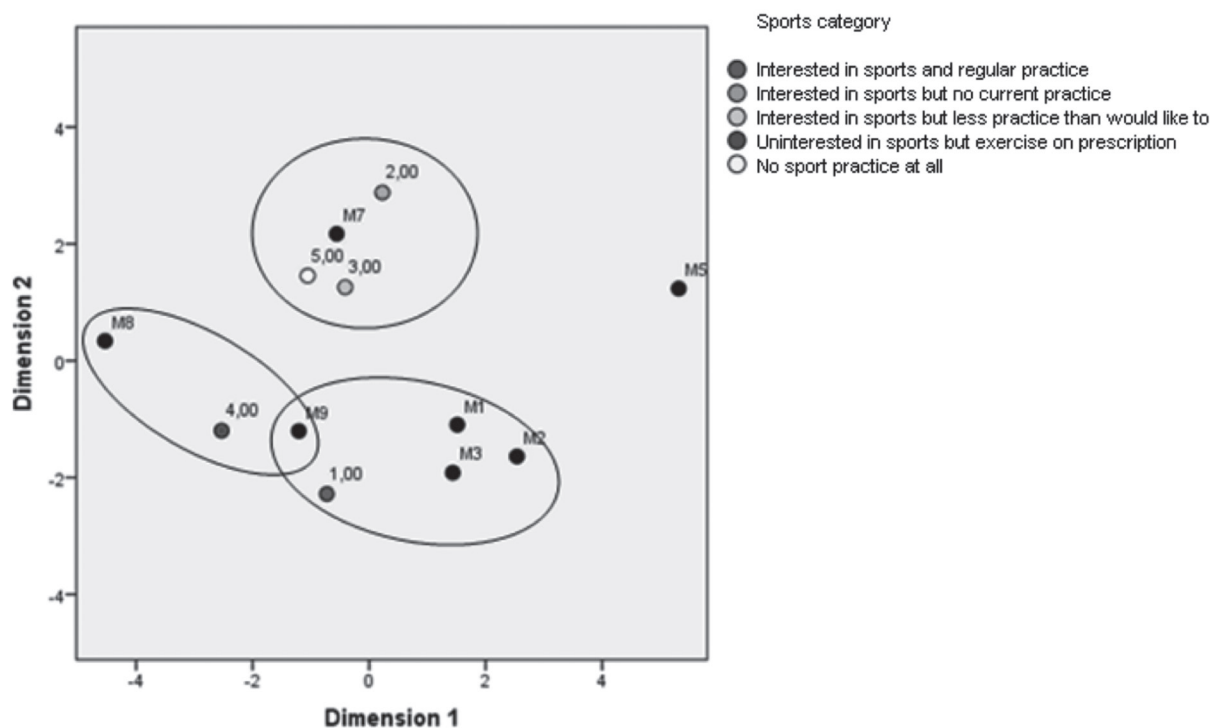 Sports category
Interested in sports and regular practice
Interested in sports but no current practice
Interested in sports but less practice than would like to
Uninterested in sports but exercise on prescription
No sport practice at all
4
2
0
-2
-4
Dimension 2
2,00
M7
5,00
3,00
M5
M8
4,00
M9
M1
M2
M3
1,00
-4
-2
0
2
4
Dimension 1